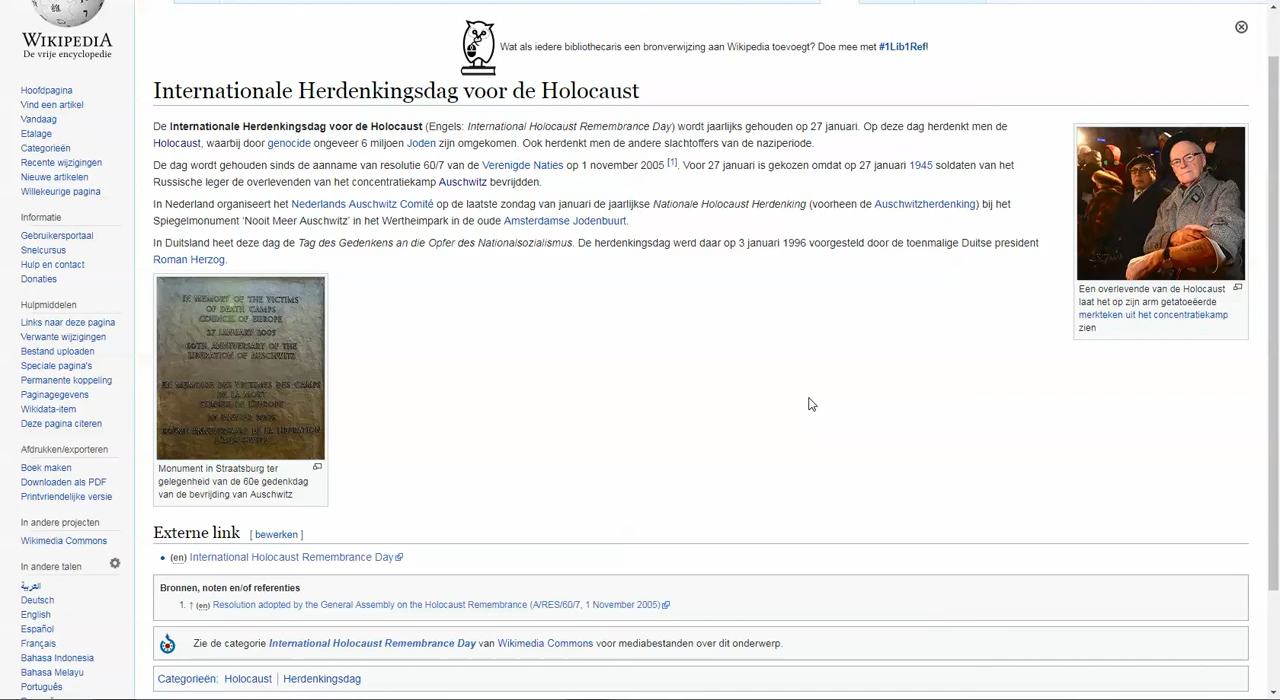 WIKIPEDIA
De vrije encyclopedie
Hoofdpagina
Vind een artikel
Vandaag
Etalage
Categorieën
Recente wijzigingen
Nieuwe artikelen
Willekeurige pagina
Informatie
Gebruikersportaal
Snelcursus
Hulp en contact
Donaties
Hulpmiddelen
Links naar deze pagina
Verwante wijzigingen
Bestand uploaden
Speciale pagina's
Permanente koppeling
Paginagegevens
Wikidata-item
Deze pagina citeren
Afdrukken/exporteren
Boek maken
Downloaden als PDF
Printvriendelijke versie
In andere projecten
Wikimedia Commons
In andere talen
العربية
Deutsch
English
Español
Français
Bahasa Indonesia
Bahasa Melayu
Português
Wat als iedere bibliothecaris een bronverwijzing aan Wikipedia toevoegt? Doe mee met #1Lib1Ref!
Internationale Herdenkingsdag voor de Holocaust
De Internationale Herdenkingsdag voor de Holocaust (Engels: International Holocaust Remembrance Day) wordt jaarlijks gehouden op 27 januari. Op deze dag herdenkt men de
Holocaust, waarbij door genocide ongeveer 6 miljoen Joden zijn omgekomen. Ook herdenkt men de andere slachtoffers van de naziperiode.
De dag wordt gehouden sinds de aanname van resolutie 60/7 van de Verenigde Naties op 1 november 2005 [1]. Voor 27 januari is gekozen omdat op 27 januari 1945 soldaten van het
Russische leger de overlevenden van het concentratiekamp Auschwitz bevrijdden.
In Nederland organiseert het Nederlands Auschwitz Comité op de laatste zondag van januari de jaarlijkse Nationale Holocaust Herdenking (voorheen de Auschwitzherdenking) bij het
Spiegelmonument 'Nooit Meer Auschwitz' in het Wertheimpark in de oude Amsterdamse Jodenbuurt.
In Duitsland heet deze dag de Tag des Gedenkens an die Opfer des Nationalsozialismus. De herdenkingsdag werd daar op 3 januari 1996 voorgesteld door de toenmalige Duitse president
Roman Herzog.
Een overlevende van de Holocaust
laat het op zijn arm getatoeëerde
merkteken uit het concentratiekamp
zien
IN MEMORY OF THE VICTIMS
OF DEATH CAMPS
COUNCIL OF EUROPE
27 JANUARY 2005
60TH ANNIVERSARY OF THE
LIBERATION OF AUSCHWITZ
EN MEMOIRE DES VICTIMES DES CAMPS
DE LA MORT
Monument in Straatsburg ter
gelegenheid van de 60e gedenkdag
van de bevrijding van Auschwitz
Externe link [ bewerken ]
• (en) International Holocaust Remembrance Day
Bronnen, noten en/of referenties
1. ↑ (en) Resolution adopted by the General Assembly on the Holocaust Remembrance (A/RES/60/7, 1 November 2005)
Zie de categorie International Holocaust Remembrance Day van Wikimedia Commons voor mediabestanden over dit onderwerp.
Categorieën: Holocaust | Herdenkingsdag